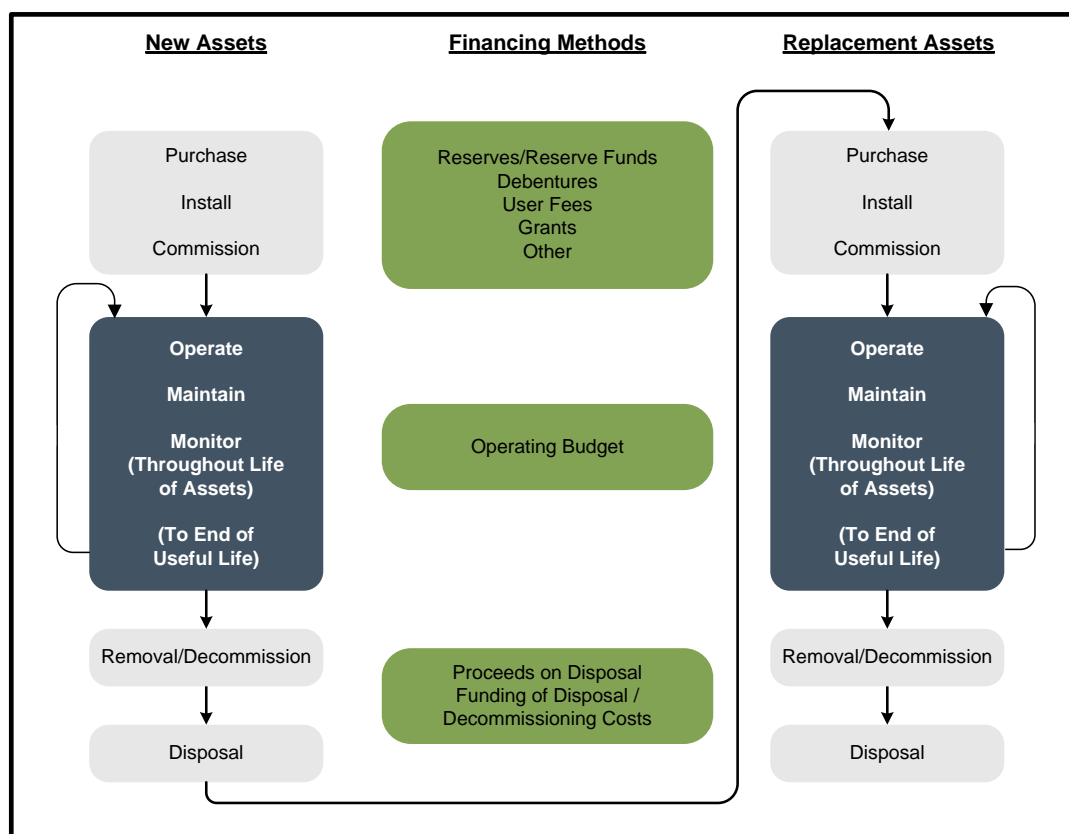 New Assets
Purchase
Install
Commission
Operate
Maintain
Monitor
(Throughout Life
of Assets)
(To End of
Useful Life)
Removal/Decommission
Disposal
Financing Methods
Reserves/Reserve Funds
Debentures
User Fees
Grants
Other
Operating Budget
Proceeds on Disposal
Funding of Disposal /
Decommissioning Costs
Replacement Assets
Purchase
Install
Commission
Operate
Maintain
Monitor
(Throughout Life
of Assets)
(To End of
Useful Life)
Removal/Decommission
Disposal